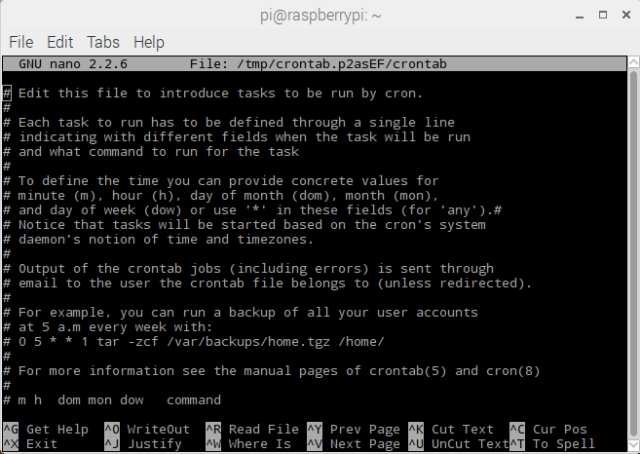 pi@raspberrypi: ~
File Edit Tabs Help
GNU nano 2.2.6 File: /tmp/crontab.p2asEF/crontab
# Edit this file to introduce tasks to be run by cron.
#
# Each task to run has to be defined through a single line
# indicating with different fields when the task will be run
# and what command to run for the task
#
# To define the time you can provide concrete values for
# minute (m), hour (h), day of month (dom), month (mon),
# and day of week (dow) or use '*' in these fields (for 'any').#
# Notice that tasks will be started based on the cron's system
# daemon's notion of time and timezones.
#
# Output of the crontab jobs (including errors) is sent through
# email to the user the crontab file belongs to (unless redirected).
#
# For example, you can run a backup of all your user accounts
# at 5 a.m every week with:
# 0 5 * * 1 tar -zcf /var/backups/home.tgz /home/
#
# For more information see the manual pages of crontab(5) and cron(8)
#
# m h  dom mon dow   command
^G Get Help ^O WriteOut ^R Read File ^Y Prev Page ^K Cut Text ^C Cur Pos
^X Exit ^J Justify ^W Where Is ^V Next Page ^U UnCut Text ^T To Spell